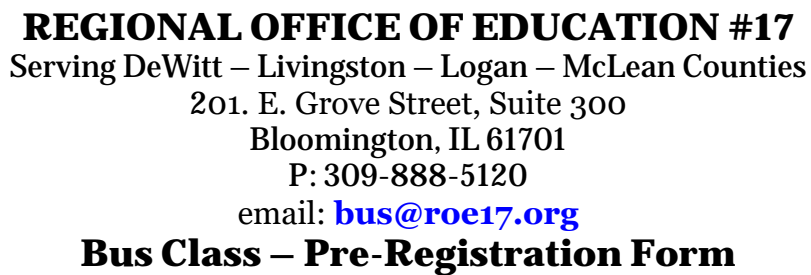 REGIONAL OFFICE OF EDUCATION #17
Serving DeWitt – Livingston – Logan – McLean Counties
201. E. Grove Street, Suite 300
Bloomington, IL 61701
P: 309-888-5120
email: bus@roe17.org
Bus Class – Pre-Registration Form